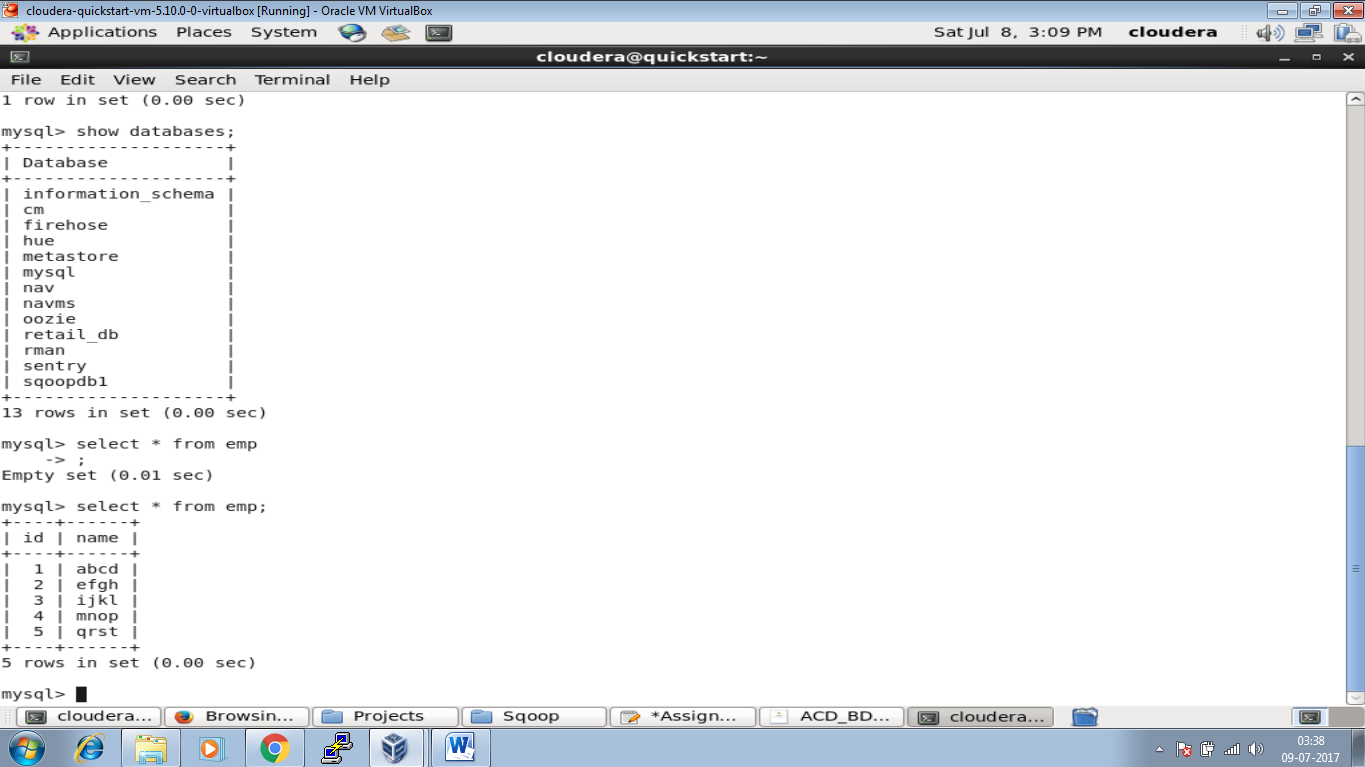 cloudera-quickstart-vm-5.10.0-0-virtualbox [Running] - Oracle VM VirtualBox
Applications Places System Sat Jul 8, 3:09 PM cloudera
cloudera@quickstart:~
File Edit View Search Terminal Help
1 row in set (0.00 sec)
mysql> show databases;
+--------------------+
| Database           |
+--------------------+
| information_schema |
| cm                 |
| firehose           |
| hue                |
| metastore          |
| mysql              |
| nav                |
| navms              |
| oozie              |
| retail_db          |
| rman               |
| sentry             |
| sqoopdb1           |
+--------------------+
13 rows in set (0.00 sec)
mysql> select * from emp
    -> ;
Empty set (0.01 sec)
mysql> select * from emp;
+----+------+
| id | name |
+----+------+
|  1 | abcd |
|  2 | efgh |
|  3 | ijkl |
|  4 | mnop |
|  5 | qrst |
+----+------+
5 rows in set (0.00 sec)
mysql>
cloudera... Browsin... Projects Sqoop *Assign... ACD_BD... cloudera...
03:38
09-07-2017